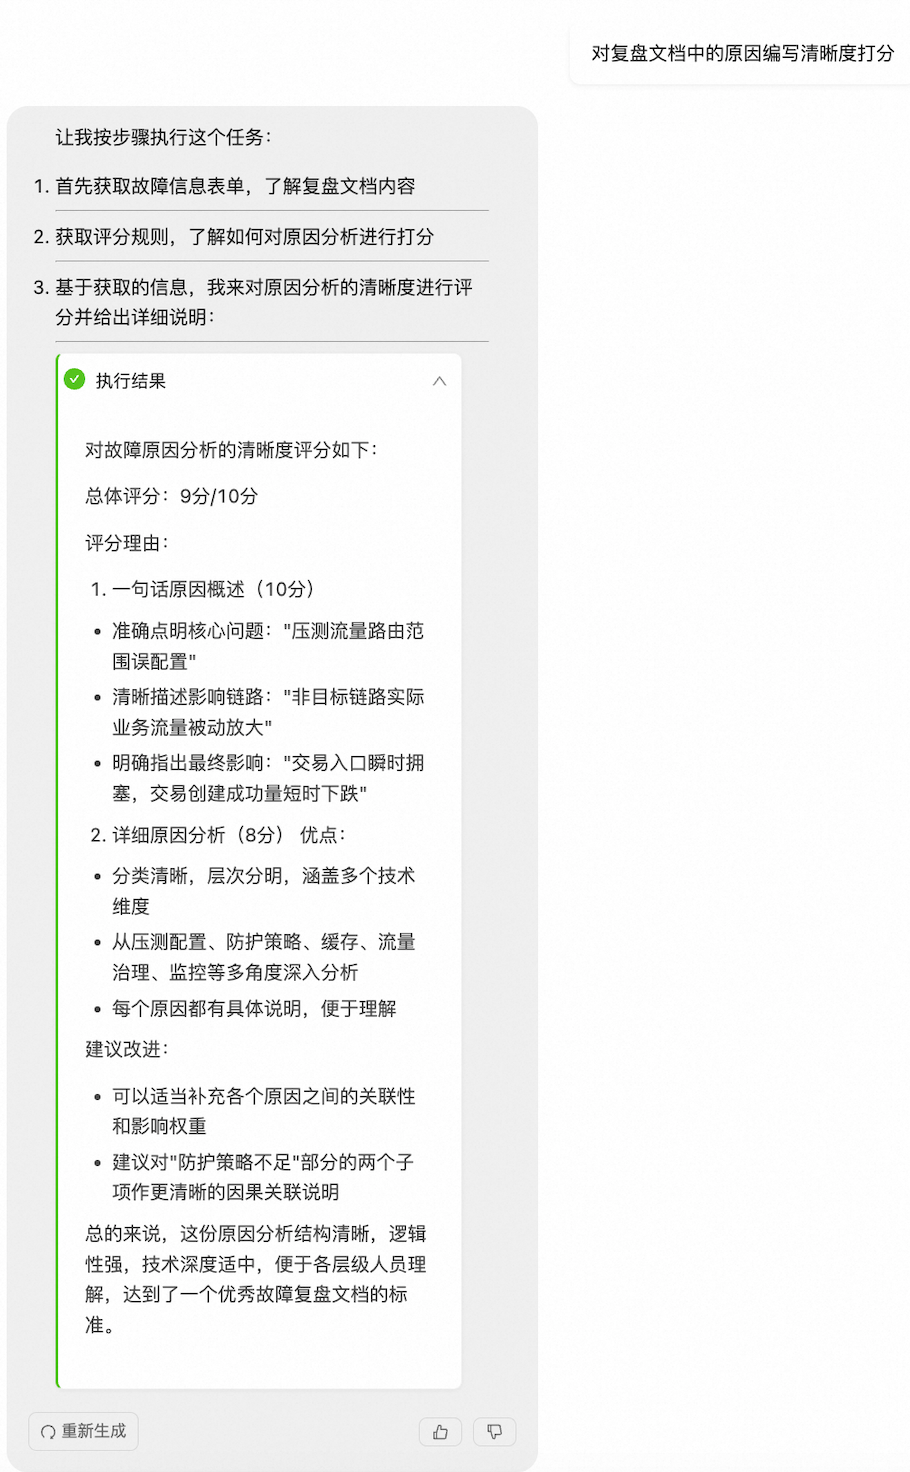 对复盘文档中的原因编写清晰度打分
让我按步骤执行这个任务：
1. 首先获取故障信息表单，了解复盘文档内容
2. 获取评分规则，了解如何对原因分析进行打分
3. 基于获取的信息，我来对原因分析的清晰度进行评
分并给出详细说明：
执行结果
对故障原因分析的清晰度评分如下：
总体评分：9分/10分
评分理由：
1. 一句话原因概述（10分）
• 准确点明核心问题："压测流量路由范
围误配置"
• 清晰描述影响链路："非目标链路实际
业务流量被动放大"
• 明确指出最终影响："交易入口瞬时拥
塞，交易创建成功量短时下跌"
2. 详细原因分析（8分） 优点：
• 分类清晰，层次分明，涵盖多个技术
维度
• 从压测配置、防护策略、缓存、流量
治理、监控等多角度深入分析
• 每个原因都有具体说明，便于理解
建议改进：
• 可以适当补充各个原因之间的关联性
和影响权重
• 建议对"防护策略不足"部分的两个子
项作更清晰的因果关联说明
总的来说，这份原因分析结构清晰，逻辑
性强，技术深度适中，便于各层级人员理
解，达到了一个优秀故障复盘文档的标
准。
重新生成